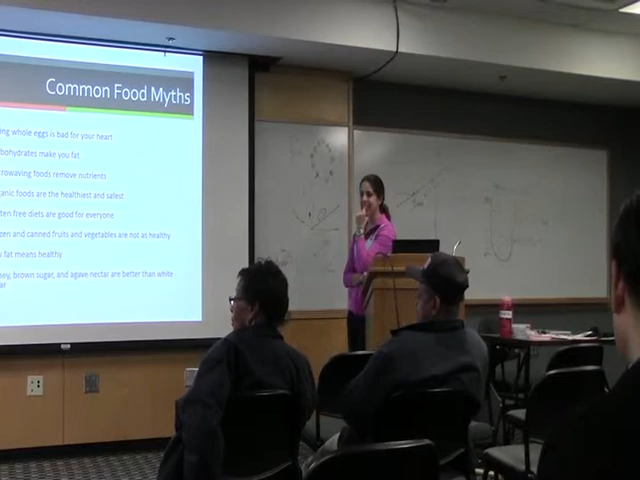 Common Food Myths
ing whole eggs is bad for your heart
bohydrates make you fat
rowaving foods remove nutrients
anic foods are the healthiest and safest
ten free diets are good for everyone
zen and canned fruits and vegetables are not as healthy
fat means healthy
ney, brown sugar, and agave nectar are better than white
ar